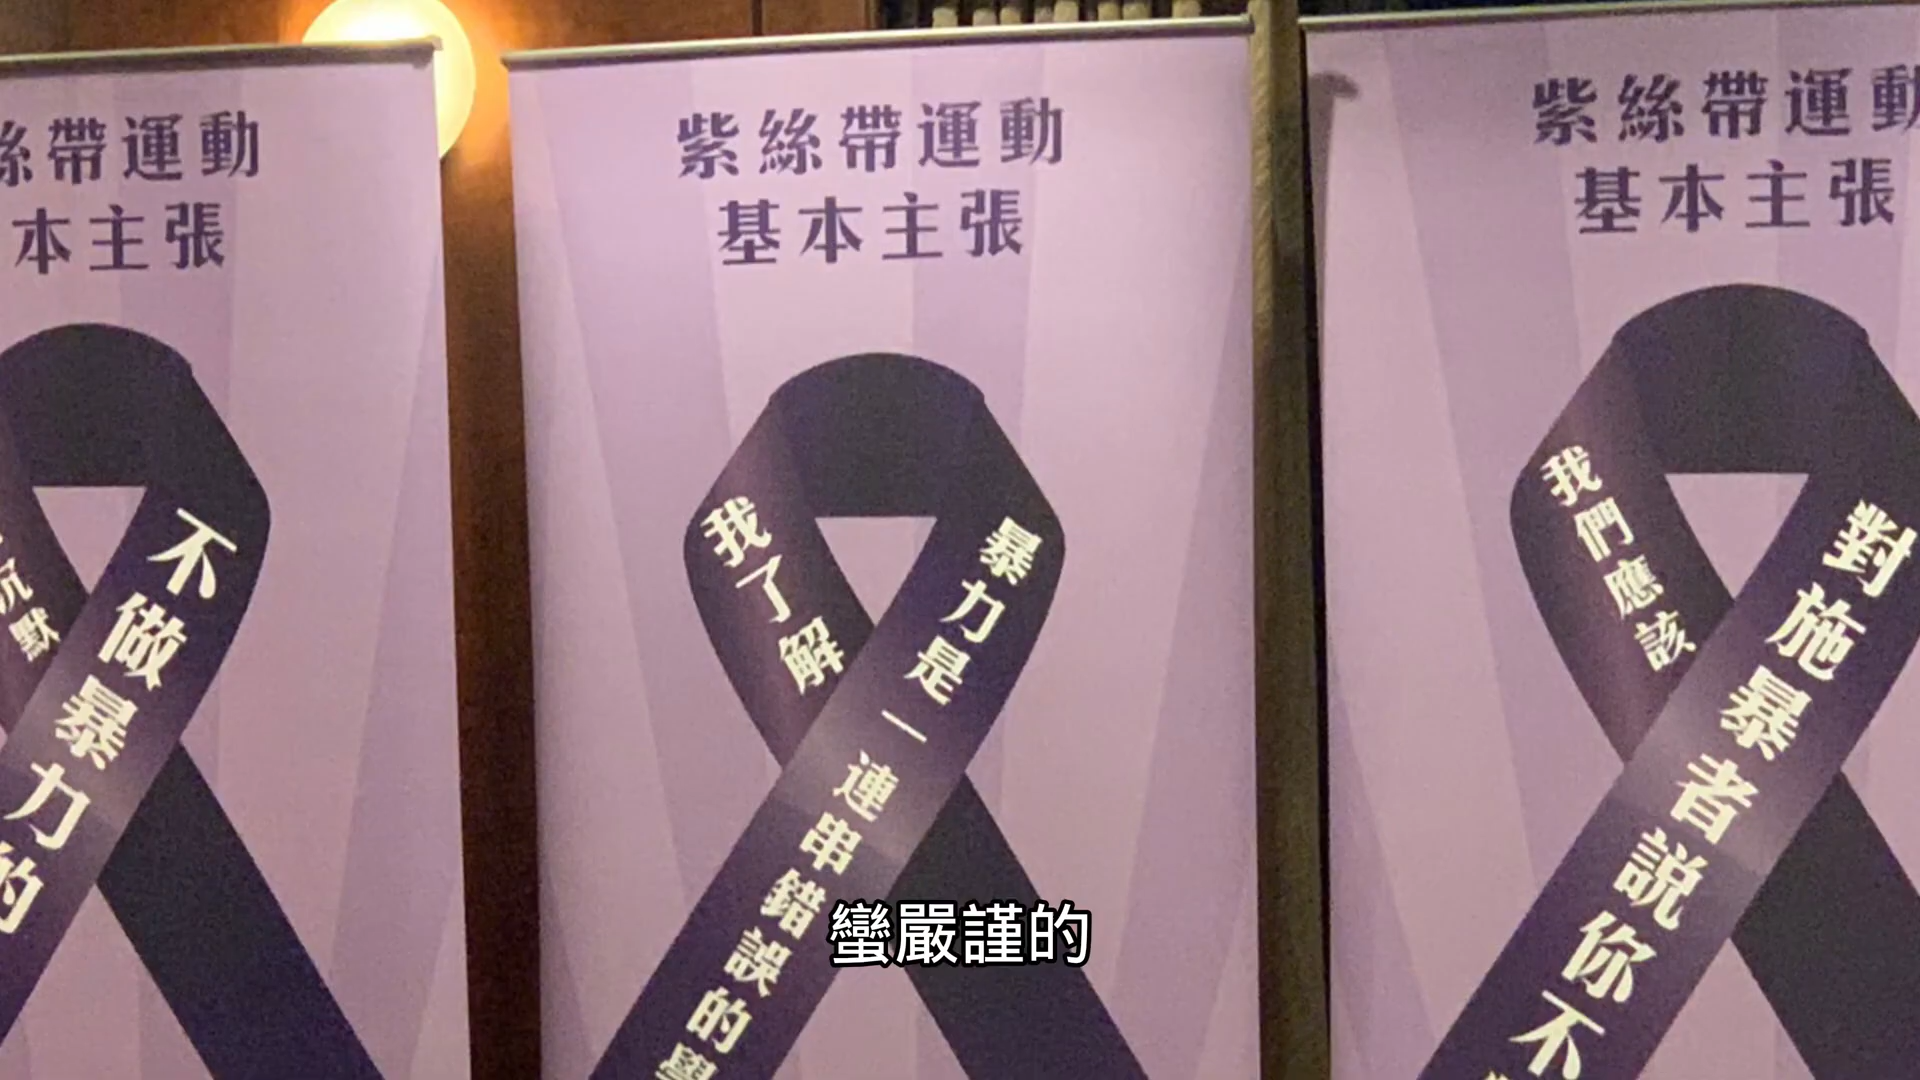 絲帶運動
本主張
沉默
不做暴力的
紫絲帶運動
基本主張
我了解
暴力是一連串錯誤的學
紫絲帶運動
基本主張
我們應該
對施暴者説你不
蠻嚴謹的